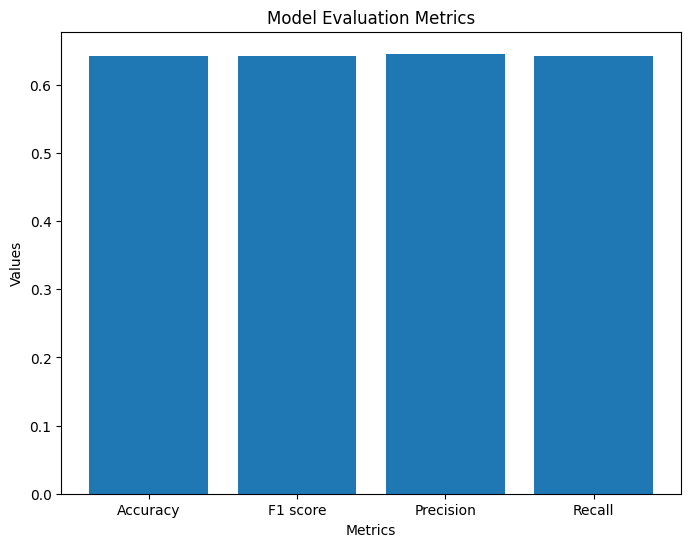 Model Evaluation Metrics
Values
0.6
0.5
0.4
0.3
0.2
0.1
0.0
Accuracy F1 score Precision Recall
Metrics